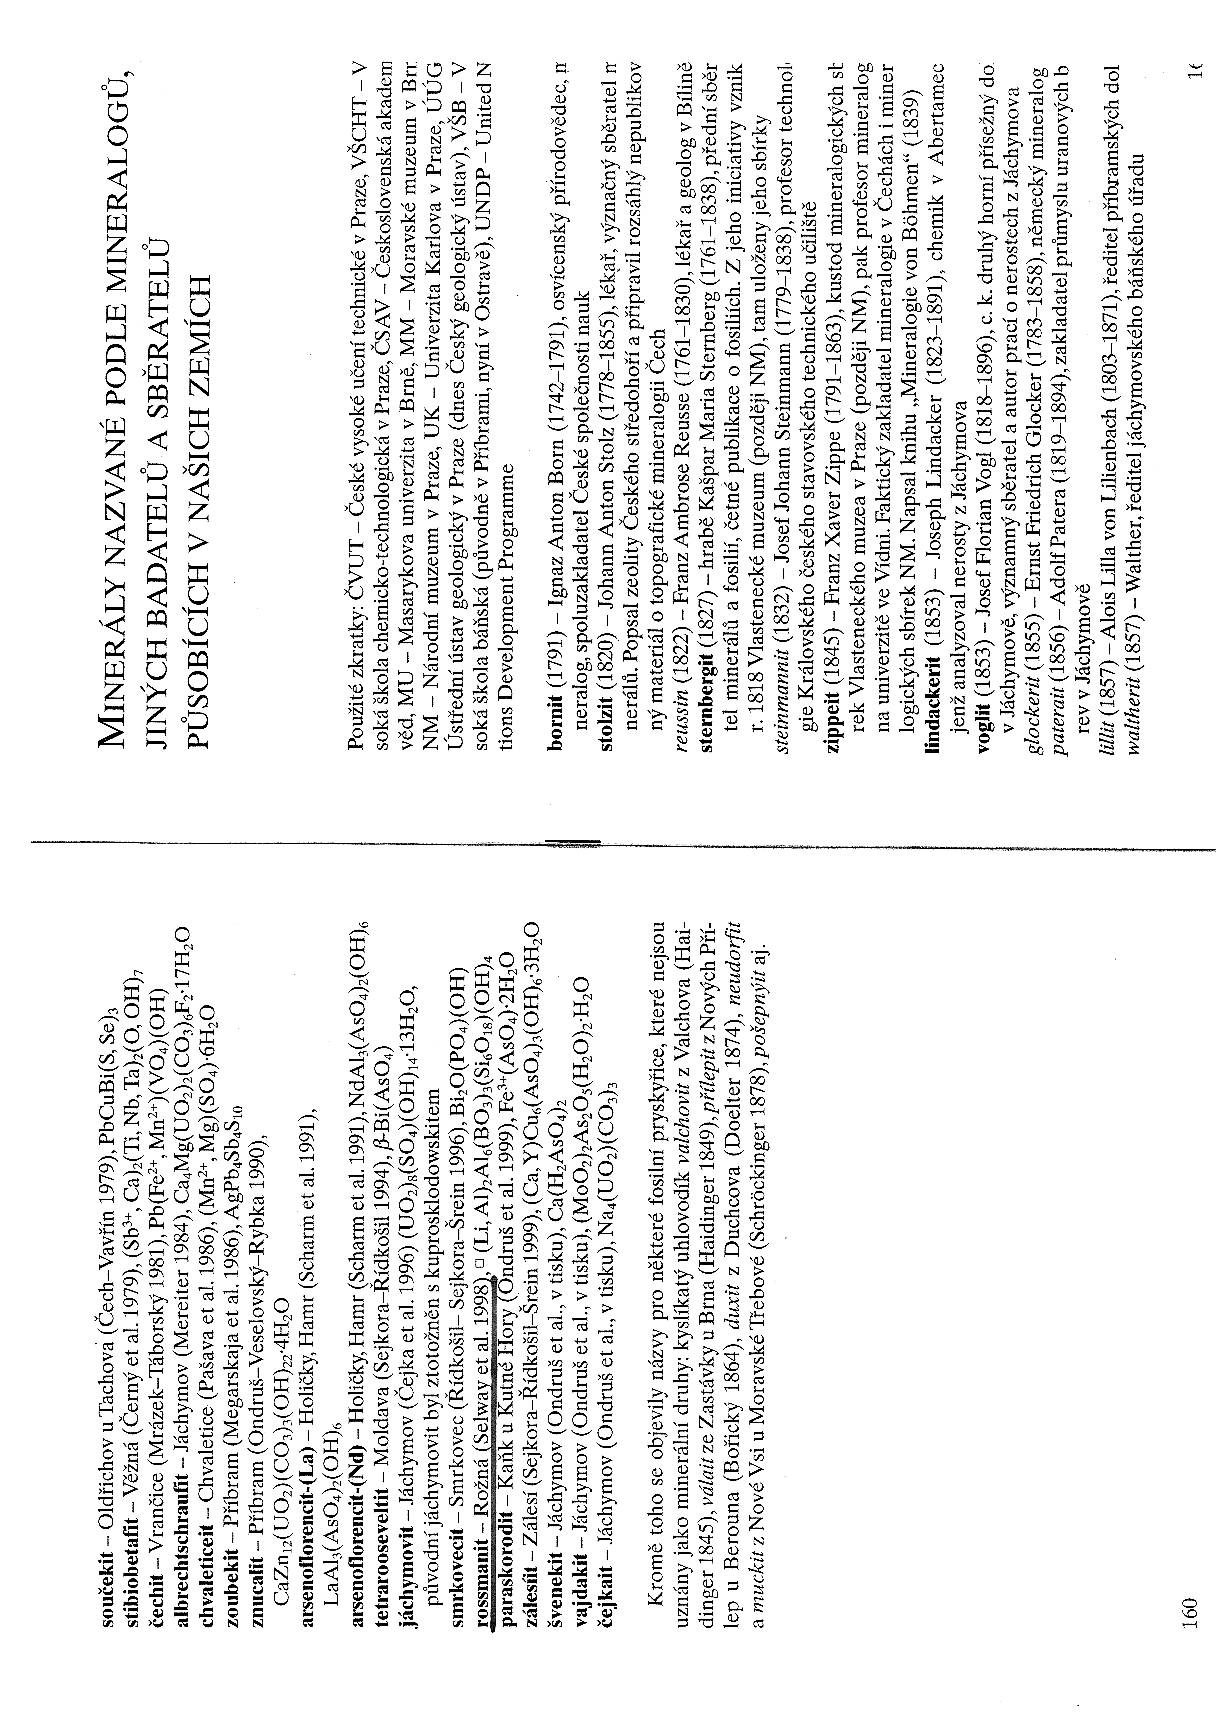 součekit – Oldřichov u Tachova (Čech–Vavřín 1979), PbCuBi(S, Se)₃
stibiobetafit – Věžná (Černý et al. 1979), (Sb³⁺, Ca)₂(Ti, Nb, Ta)₂(O, OH)₇
čechit – Vrančice (Mrázek–Táborský 1981), Pb(Fe²⁺, Mn²⁺)(VO₄)(OH)
albrechtschraufit – Jáchymov (Mereiter 1984), Ca₄Mg(UO₂)₂(CO₃)₆F₂·17H₂O
chvaleticeit – Chvaletice (Pašava et al. 1986), (Mn²⁺, Mg)(SO₄)·6H₂O
zoubekit – Příbram (Megarskaja et al. 1986), AgPb₄Sb₄S₁₀
znucalit – Příbram (Ondruš–Veselovský–Rybka 1990),
CaZn₁₂(UO₂)(CO₃)₃(OH)₂₂·4H₂O
arsenoflorencit-(La) – Holičky, Hamr (Scharm et al. 1991),
LaAl₃(AsO₄)₂(OH)₆
arsenoflorencit-(Nd) – Holičky, Hamr (Scharm et al. 1991), NdAl₃(AsO₄)₂(OH)₆
tetrarooseveltit – Moldava (Sejkora–Řídkošil 1994), β-Bi(AsO₄)
jáchymovit – Jáchymov (Čejka et al. 1996) (UO₂)₈(SO₄)(OH)₁₄·13H₂O,
původní jáchymovit byl ztotožněn s kuprosklodowskitem
smrkovecit – Smrkovec (Řídkošil– Sejkora–Šrein 1996), Bi₂O(PO₄)(OH)
rossmanit – Rožná (Selway et al. 1998), □ (Li, Al)₂Al₆(BO₃)₃(Si₆O₁₈)(OH)₄
paraskorodit – Kaňk u Kutné Hory (Ondruš et al. 1999), Fe³⁺(AsO₄)·2H₂O
zálesíit – Zálesí (Sejkora–Řídkošil–Šrein 1999), (Ca, Y)Cu₆(AsO₄)₃(OH)₆·3H₂O
švenekit – Jáchymov (Ondruš et al., v tisku), Ca(H₂AsO₄)₂
vajdakit – Jáchymov (Ondruš et al., v tisku), (MoO₂)₂As₂O₅(H₂O)₂·H₂O
čejkait – Jáchymov (Ondruš et al., v tisku), Na₄(UO₂)(CO₃)₃
Kromě toho se objevily názvy pro některé fosilní pryskyřice, které nejsou
uznány jako minerální druhy: kyslíkatý uhlovodík valchovit z Valchova (Hai-
dinger 1845), válait ze Zastávky u Brna (Haidinger 1849), přílepit z Nových Pří-
lep u Berouna (Bořický 1864), duxit z Duchcova (Doelter 1874), neudorfit
a muckit z Nové Vsi u Moravské Třebové (Schröckinger 1878), pošepnýit aj.
160
MINERÁLY NAZVANÉ PODLE MINERALOGŮ,
JINÝCH BADATELŮ A SBĚRATELŮ
PŮSOBÍCÍCH V NAŠICH ZEMÍCH
Použité zkratky: ČVUT – České vysoké učení technické v Praze, VŠCHT – V
soká škola chemicko-technologická v Praze, ČSAV – Československá akadem
věd, MU – Masarykova univerzita v Brně, MM – Moravské muzeum v Brn
NM – Národní muzeum v Praze, UK – Univerzita Karlova v Praze, ÚÚG
Ústřední ústav geologický v Praze (dnes Český geologický ústav), VŠB – V
soká škola báňská (původně v Příbrami, nyní v Ostravě), UNDP – United N
tions Development Programme
bornit (1791) – Ignaz Anton Born (1742–1791), osvícenský přírodovědec, m
neralog, spoluzakladatel České společnosti nauk
stolzit (1820) – Johann Anton Stolz (1778–1855), lékař, význačný sběratel m
nerálů. Popsal zeolity Českého středohoří a připravil rozsáhlý nepublikov
ný materiál o topografické mineralogii Čech
reussin (1822) – Franz Ambrose Reusse (1761–1830), lékař a geolog v Bílině
sternbergit (1827) – hrabě Kašpar Maria Sternberg (1761–1838), přední sběr
tel minerálů a fosilií, četné publikace o fosiliích. Z jeho iniciativy vznik
r. 1818 Vlastenecké muzeum (později NM), tam uloženy jeho sbírky
steinmannit (1832) – Josef Johann Steinmann (1779–1838), profesor technol
gie Královského českého stavovského technického učiliště
zippeit (1845) – Franz Xaver Zippe (1791–1863), kustod mineralogických sb
rek Vlasteneckého muzea v Praze (později NM), pak profesor mineralog
na univerzitě ve Vídni. Faktický zakladatel mineralogie v Čechách i miner
logických sbírek NM. Napsal knihu „Mineralogie von Böhmen“ (1839)
lindackerit (1853) – Joseph Lindacker (1823–1891), chemik v Abertamec
jenž analyzoval nerosty z Jáchymova
voglit (1853) – Josef Florian Vogl (1818–1896), c. k. druhý horní přísežný do
v Jáchymově, významný sběratel a autor prací o nerostech z Jáchymova
glockerit (1855) – Ernst Friedrich Glocker (1783–1858), německý mineralog
paterait (1856) – Adolf Patera (1819–1894), zakladatel průmyslu uranových b
rev v Jáchymově
lillit (1857) – Alois Lilla von Lilienbach (1803–1871), ředitel příbramských dol
waltherit (1857) – Walther, ředitel jáchymovského báňského úřadu